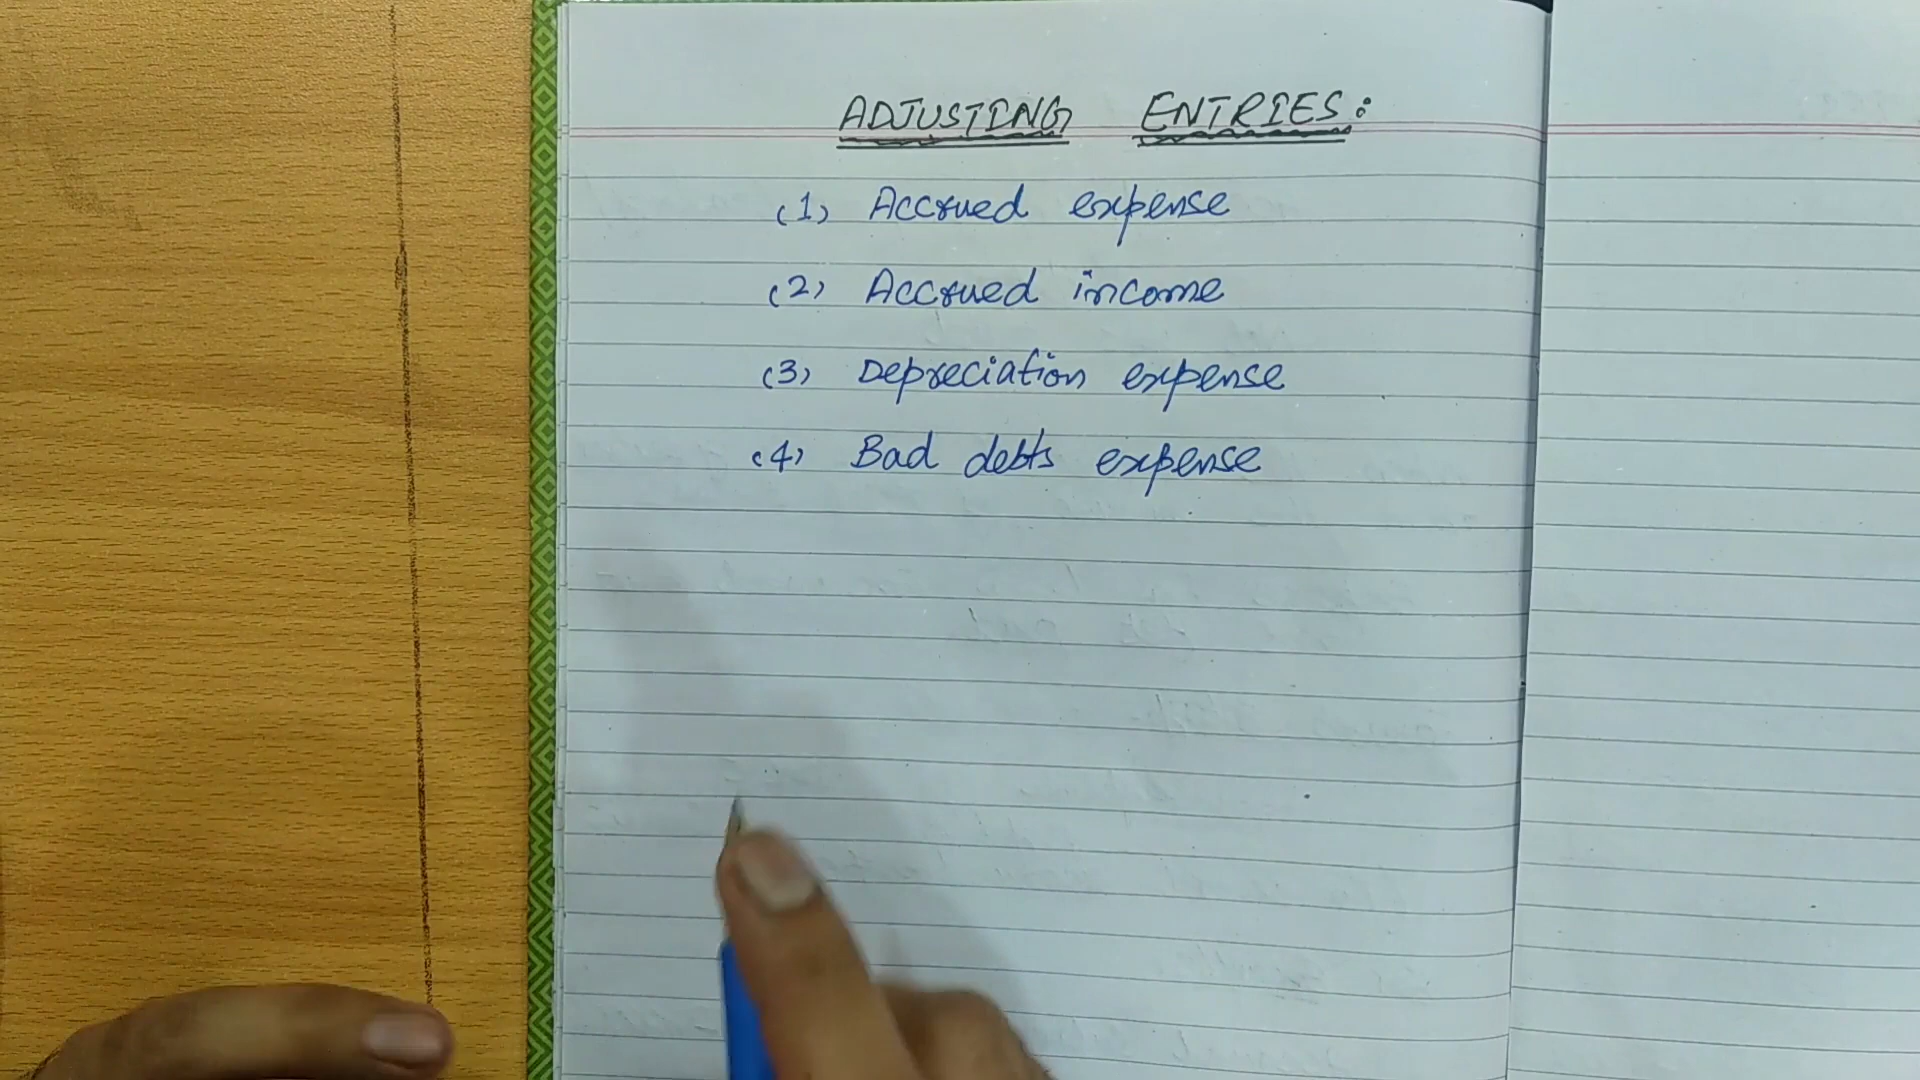 ADJUSTING ENTRIES:
(1) Accrued expense
(2) Accrued income
(3) Depreciation expense
(4) Bad debts expense